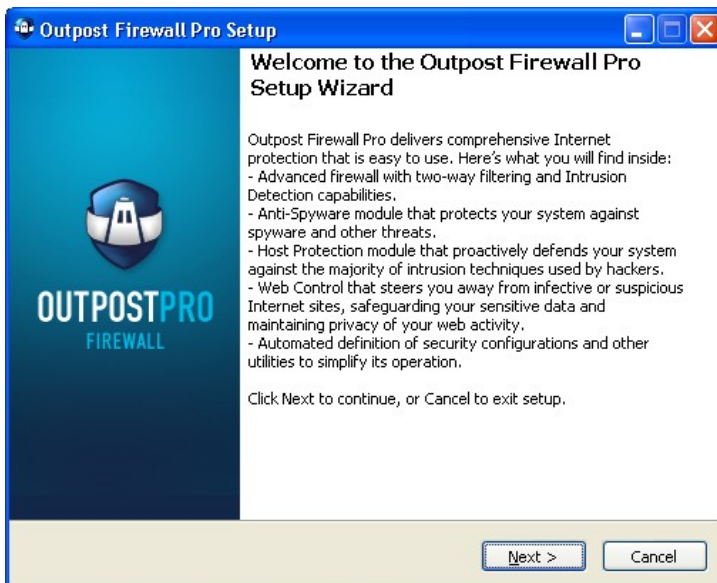 Outpost Firewall Pro Setup
Welcome to the Outpost Firewall Pro
Setup Wizard
Outpost Firewall Pro delivers comprehensive Internet
protection that is easy to use. Here's what you will find inside:
- Advanced firewall with two-way filtering and Intrusion
Detection capabilities.
- Anti-Spyware module that protects your system against
spyware and other threats.
- Host Protection module that proactively defends your system
against the majority of intrusion techniques used by hackers.
- Web Control that steers you away from infective or suspicious
Internet sites, safeguarding your sensitive data and
maintaining privacy of your web activity.
- Automated definition of security configurations and other
utilities to simplify its operation.
Click Next to continue, or Cancel to exit setup.
OUTPOSTPRO
FIREWALL
Next >
Cancel